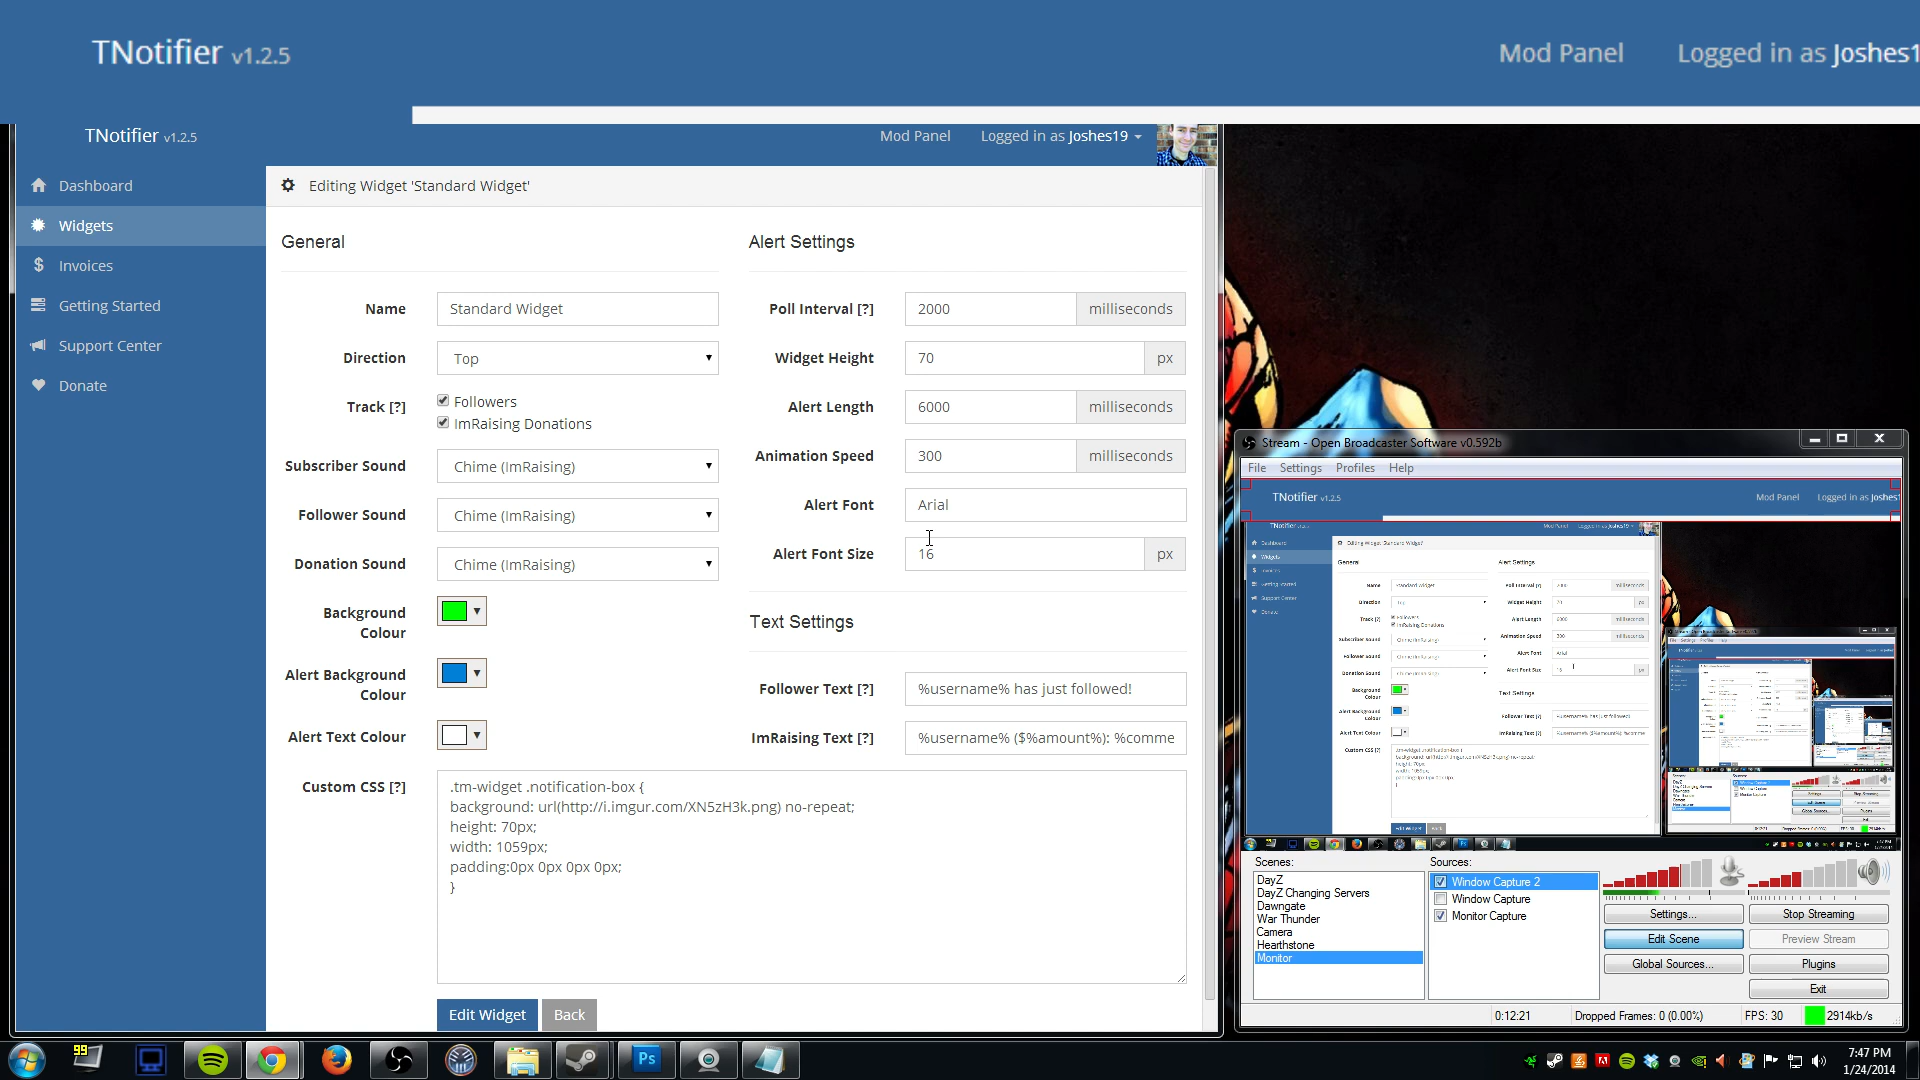 TNotifier v1.2.5
Mod Panel
Logged in as Joshes1
TNotifier v1.2.5
Mod Panel
Logged in as Joshes19
Dashboard
Widgets
Invoices
Getting Started
Support Center
Donate
Editing Widget 'Standard Widget'
General
Name
Standard Widget
Direction
Top
Track [?]
Followers
ImRaising Donations
Subscriber Sound
Chime (ImRaising)
Follower Sound
Chime (ImRaising)
Donation Sound
Chime (ImRaising)
Background
Colour
Alert Background
Colour
Alert Text Colour
Custom CSS [?]
.tm-widget .notification-box {
background: url(http://i.imgur.com/XN5zH3k.png) no-repeat;
height: 70px;
width: 1059px;
padding:0px 0px 0px 0px;
}
Edit Widget
Back
Alert Settings
Poll Interval [?]
2000
milliseconds
Widget Height
70
px
Alert Length
6000
milliseconds
Animation Speed
300
milliseconds
Alert Font
Arial
Alert Font Size
16
px
Text Settings
Follower Text [?]
%username% has just followed!
ImRaising Text [?]
%username% ($%amount%): %comme
Stream - Open Broadcaster Software v0.592b
File
Settings
Profiles
Help
TNotifier v1.2.5
Mod Panel
Logged in as Joshes1
Scenes:
DayZ
DayZ Changing Servers
Dawngate
War Thunder
Camera
Hearthstone
Monitor
Sources:
Window Capture 2
Window Capture
Monitor Capture
Settings...
Stop Streaming
Edit Scene
Preview Stream
Global Sources...
Plugins
Exit
0:12:21
Dropped Frames: 0 (0.00%)
FPS: 30
2914kb/s
99
Ps
7:47 PM
1/24/2014